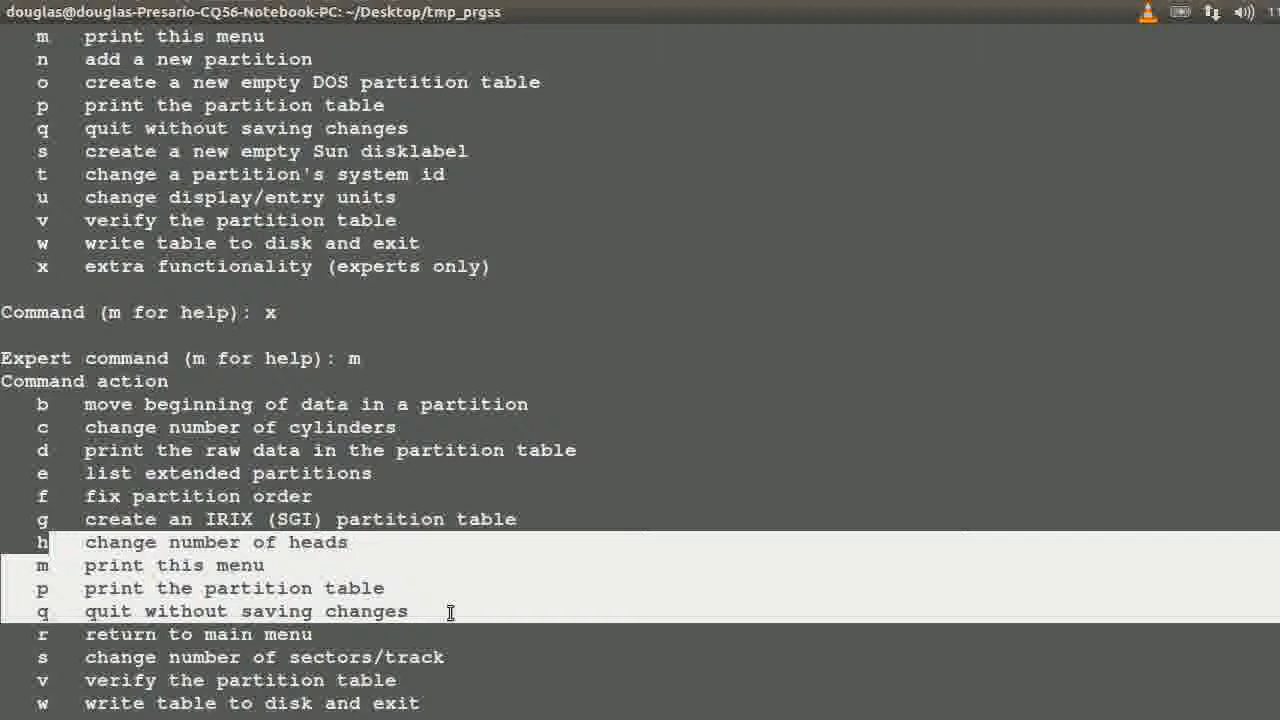 douglas@douglas-Presario-CQ56-Notebook-PC: ~/Desktop/tmp_prgss
m print this menu
n add a new partition
o create a new empty DOS partition table
p print the partition table
q quit without saving changes
s create a new empty Sun disklabel
t change a partition's system id
u change display/entry units
v verify the partition table
w write table to disk and exit
x extra functionality (experts only)
Command (m for help): x
Expert command (m for help): m
Command action
b move beginning of data in a partition
c change number of cylinders
d print the raw data in the partition table
e list extended partitions
f fix partition order
g create an IRIX (SGI) partition table
h change number of heads
m print this menu
p print the partition table
q quit without saving changes
r return to main menu
s change number of sectors/track
v verify the partition table
w write table to disk and exit